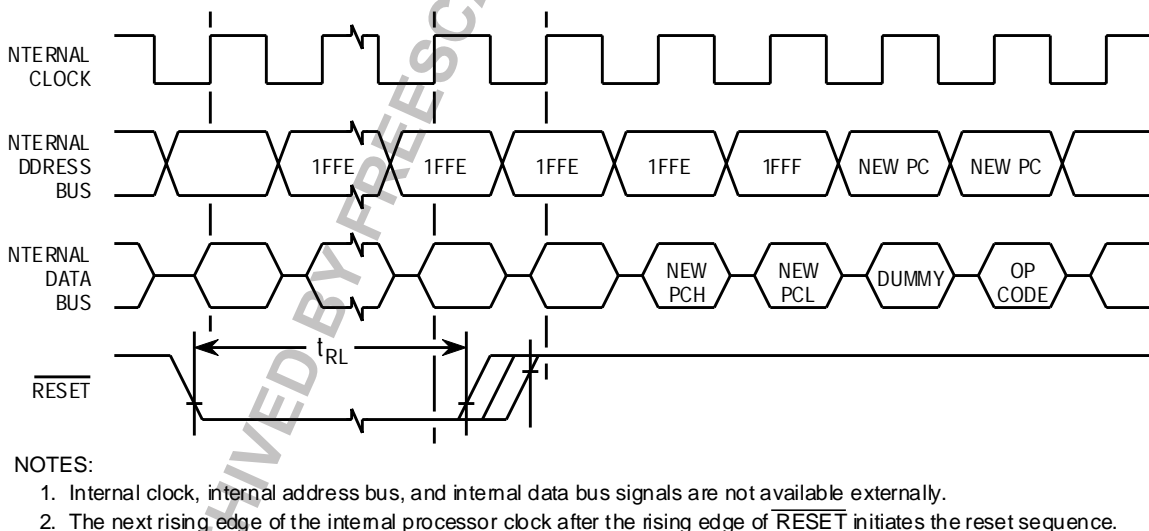 NTERNAL
CLOCK
NTERNAL
DDRESS
BUS
1FFE 1FFE 1FFE 1FFE 1FFF NEW PC NEW PC
NTERNAL
DATA
BUS
NEW
PCH
NEW
PCL
DUMMY
OP
CODE
tRL
RESET
NOTES:
1. Internal clock, internal address bus, and internal data bus signals are not available externally.
2. The next rising edge of the internal processor clock after the rising edge of RESET initiates the reset sequence.
HIVED BY FREESCA